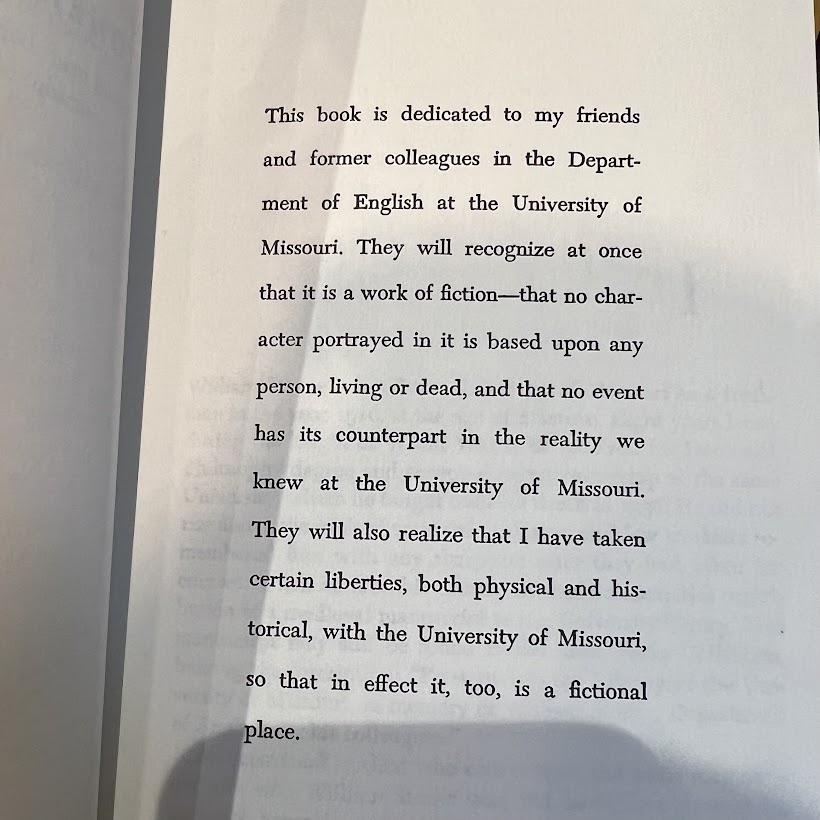 This book is dedicated to my friends
and former colleagues in the Depart-
ment of English at the University of
Missouri. They will recognize at once
that it is a work of fiction—that no char-
acter portrayed in it is based upon any
person, living or dead, and that no event
has its counterpart in the reality we
knew at the University of Missouri.
They will also realize that I have taken
certain liberties, both physical and his-
torical, with the University of Missouri,
so that in effect it, too, is a fictional
place.